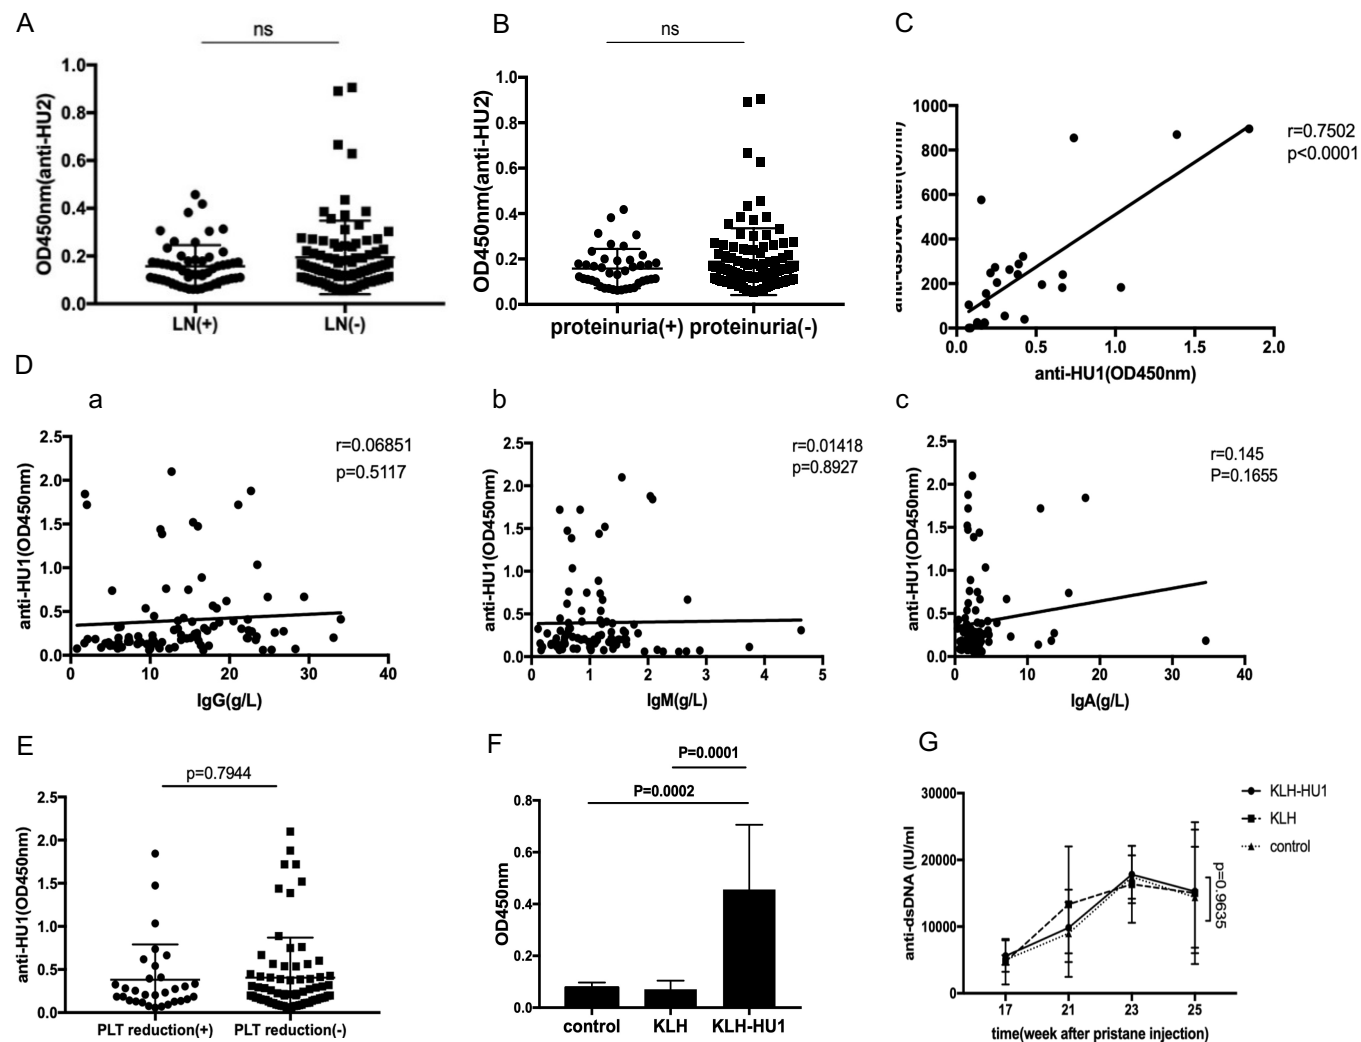 A
ns
OD450nm(anti-HU2)
1.0
0.8
0.6
0.4
0.2
0.0
LN(+)
LN(-)
B
ns
OD450nm(anti-HU2)
1.0
0.8
0.6
0.4
0.2
0.0
proteinuria(+) proteinuria(-)
C
anti-dsDNA titer(IU/ml)
1000
800
600
400
200
0
0.0 0.5 1.0 1.5 2.0
anti-HU1(OD450nm)
r=0.7502
p<0.0001
D
a
anti-HU1(OD450nm)
2.5
2.0
1.5
1.0
0.5
0.0
0 10 20 30 40
IgG(g/L)
r=0.06851
p=0.5117
b
anti-HU1(OD450nm)
2.5
2.0
1.5
1.0
0.5
0.0
0 1 2 3 4 5
IgM(g/L)
r=0.01418
p=0.8927
c
anti-HU1(OD450nm)
2.5
2.0
1.5
1.0
0.5
0.0
0 10 20 30 40
IgA(g/L)
r=0.145
P=0.1655
E
p=0.7944
anti-HU1(OD450nm)
2.5
2.0
1.5
1.0
0.5
0.0
PLT reduction(+) PLT reduction(-)
F
P=0.0001
P=0.0002
OD450nm
0.8
0.6
0.4
0.2
0.0
control KLH KLH-HU1
G
anti-dsDNA (IU/ml)
30000
20000
10000
0
17 21 23 25
time(week after pristane injection)
KLH-HU1
KLH
control
p=0.9635